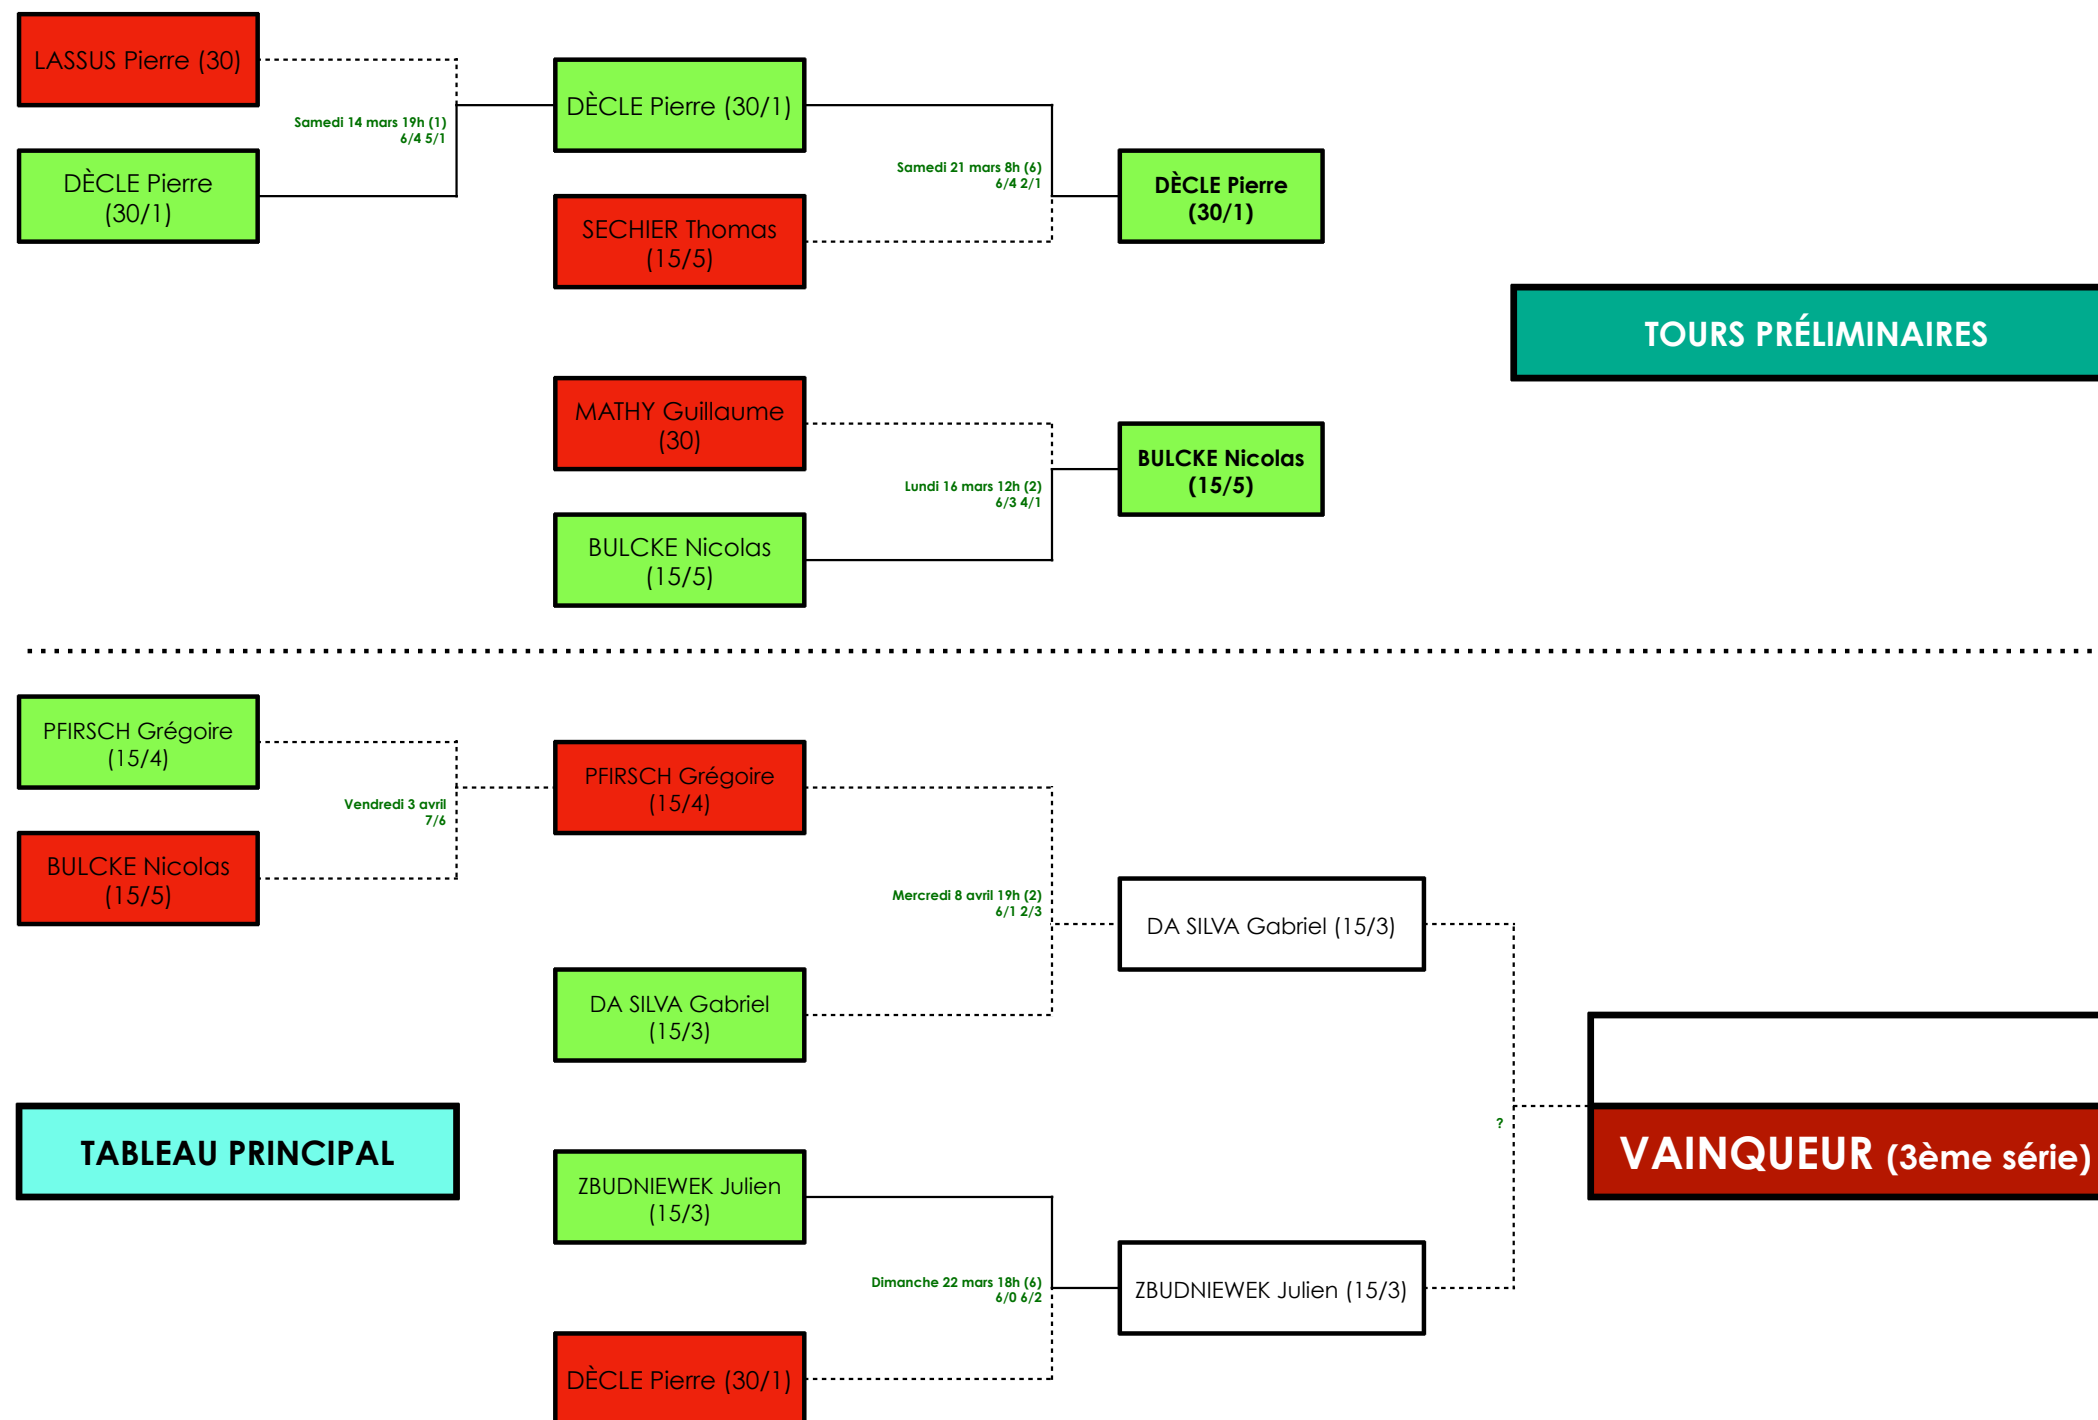 LASSUS Pierre (30)
Samedi 14 mars 19h (1)
6/4 5/1
DÈCLE Pierre
(30/1)
DÈCLE Pierre (30/1)
Samedi 21 mars 8h (6)
6/4 2/1
SECHIER Thomas
(15/5)
DÈCLE Pierre
(30/1)
TOURS PRÉLIMINAIRES
MATHY Guillaume
(30)
Lundi 16 mars 12h (2)
6/3 4/1
BULCKE Nicolas
(15/5)
BULCKE Nicolas
(15/5)
PFIRSCH Grégoire
(15/4)
Vendredi 3 avril
7/6
BULCKE Nicolas
(15/5)
PFIRSCH Grégoire
(15/4)
Mercredi 8 avril 19h (2)
6/1 2/3
DA SILVA Gabriel
(15/3)
DA SILVA Gabriel (15/3)
TABLEAU PRINCIPAL
ZBUDNIEWEK Julien
(15/3)
Dimanche 22 mars 18h (6)
6/0 6/2
DÈCLE Pierre (30/1)
ZBUDNIEWEK Julien (15/3)
?
VAINQUEUR (3ème série)